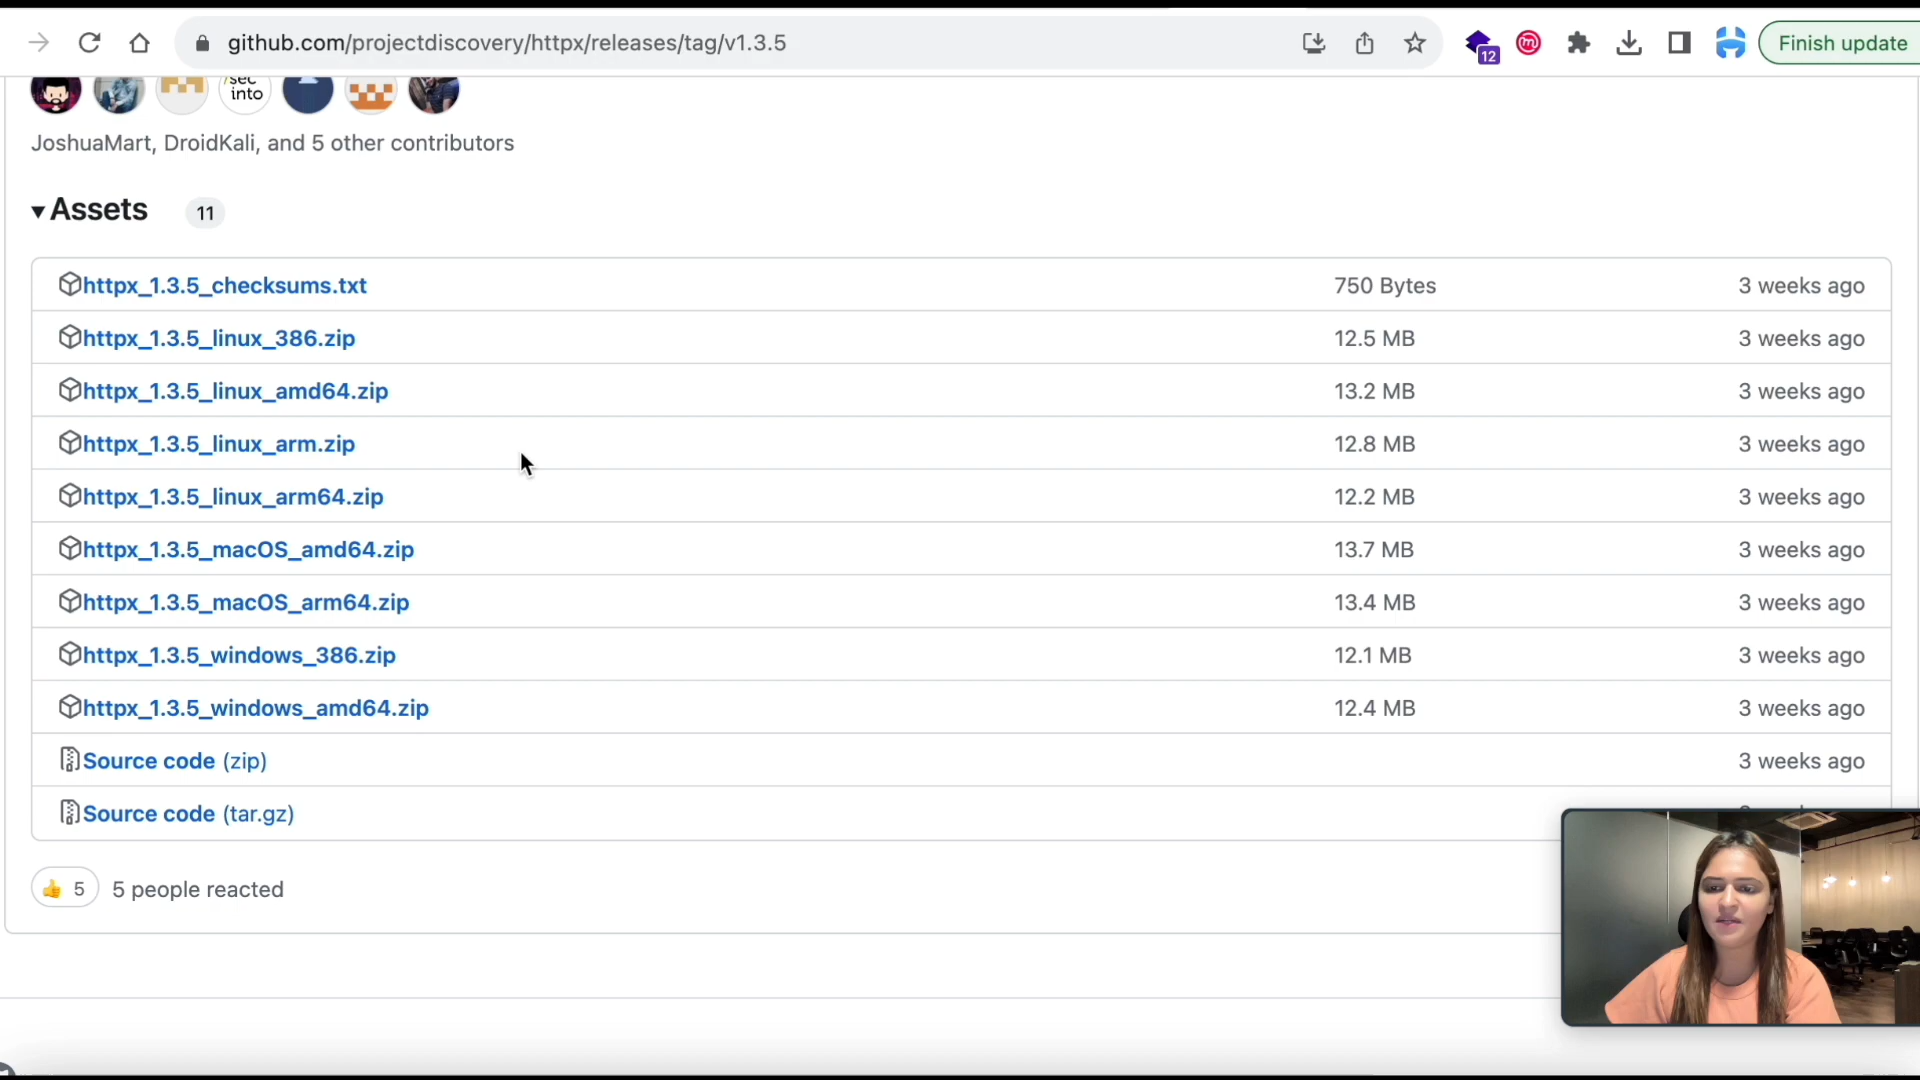 github.com/projectdiscovery/httpx/releases/tag/v1.3.5
12
Finish update
sec
into
JoshuaMart, DroidKali, and 5 other contributors
Assets 11
httpx_1.3.5_checksums.txt 750 Bytes 3 weeks ago
httpx_1.3.5_linux_386.zip 12.5 MB 3 weeks ago
httpx_1.3.5_linux_amd64.zip 13.2 MB 3 weeks ago
httpx_1.3.5_linux_arm.zip 12.8 MB 3 weeks ago
httpx_1.3.5_linux_arm64.zip 12.2 MB 3 weeks ago
httpx_1.3.5_macOS_amd64.zip 13.7 MB 3 weeks ago
httpx_1.3.5_macOS_arm64.zip 13.4 MB 3 weeks ago
httpx_1.3.5_windows_386.zip 12.1 MB 3 weeks ago
httpx_1.3.5_windows_amd64.zip 12.4 MB 3 weeks ago
Source code (zip) 3 weeks ago
Source code (tar.gz)
👍 5 5 people reacted